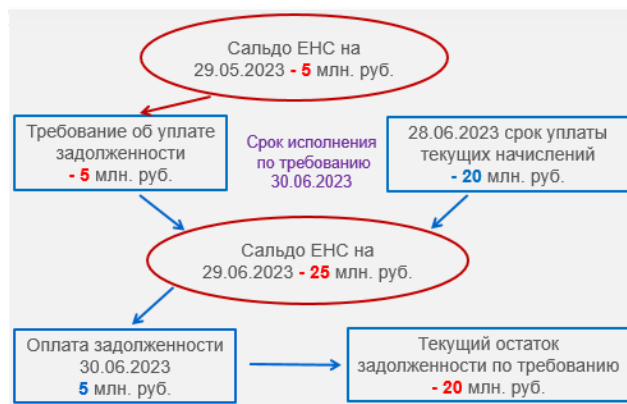 Сальдо ЕНС на
29.05.2023 - 5 млн. руб.
Требование об уплате
задолженности
- 5 млн. руб.
Срок исполнения
по требованию
30.06.2023
28.06.2023 срок уплаты
текущих начислений
- 20 млн. руб.
Сальдо ЕНС на
29.06.2023 - 25 млн. руб.
Оплата задолженности
30.06.2023
5 млн. руб.
Текущий остаток
задолженности по требованию
- 20 млн. руб.